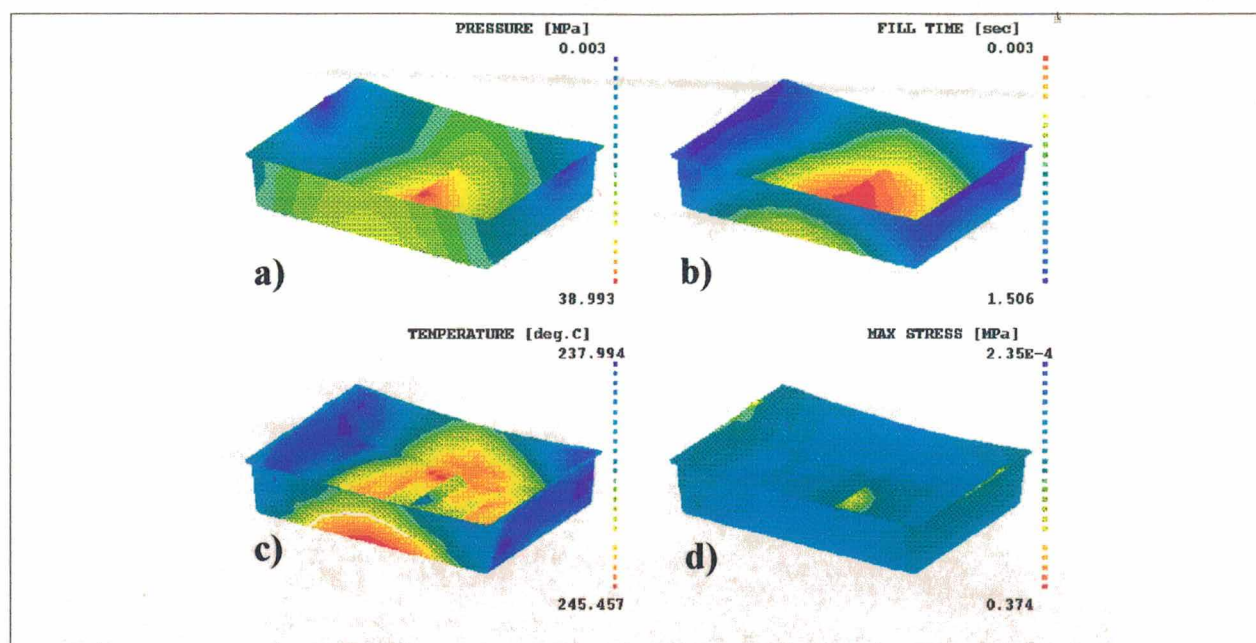 PRESSURE [MPa]
0.003
38.993
a)
FILL TIME [sec]
0.003
1.506
b)
TEMPERATURE [deg.C]
237.994
245.457
c)
MAX STRESS [MPa]
2.35E-4
0.374
d)